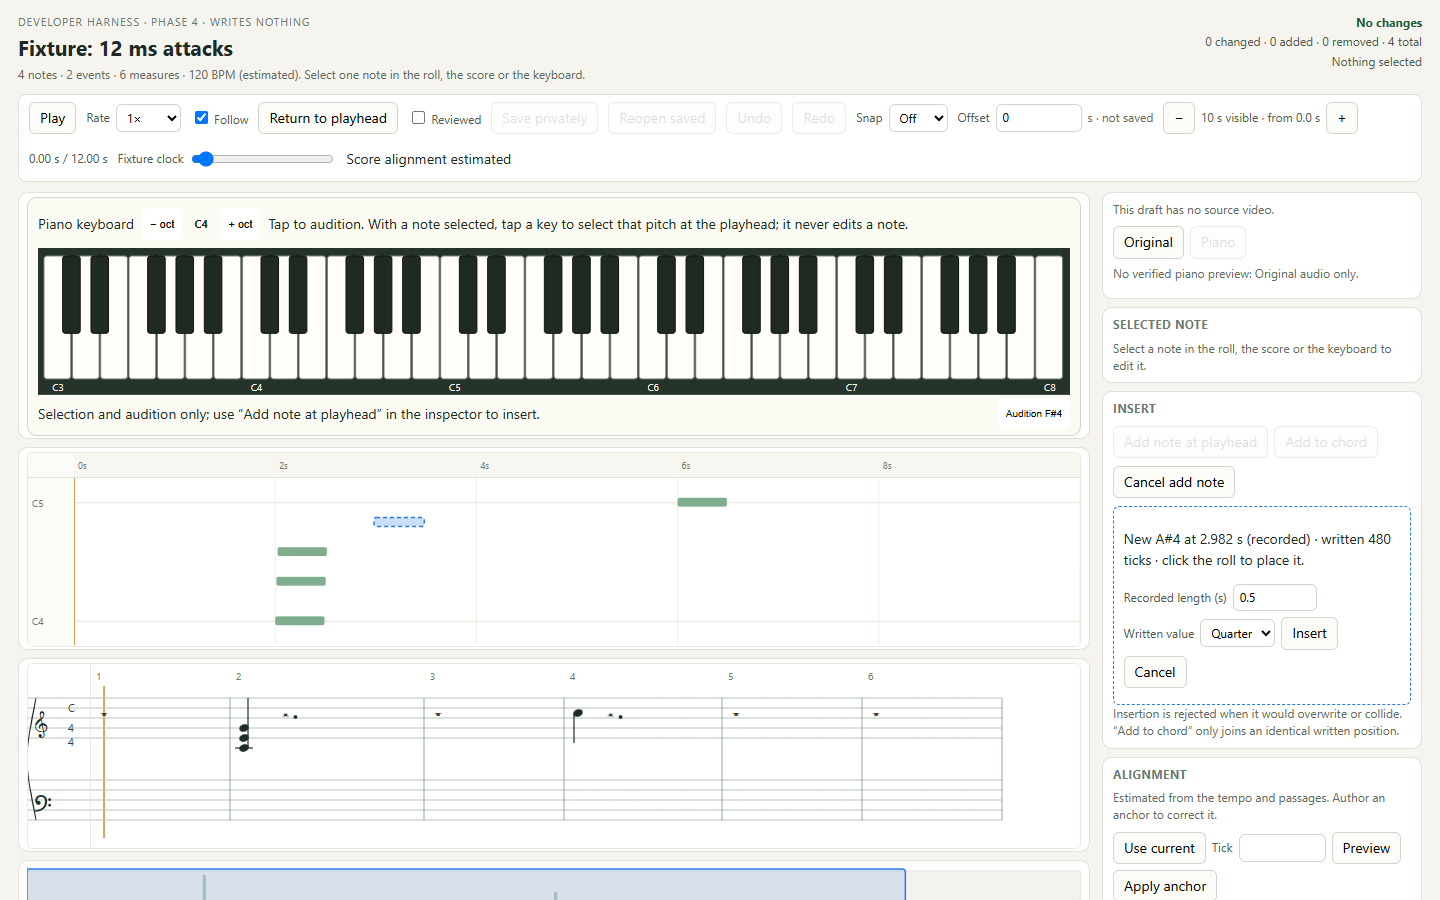 DEVELOPER HARNESS · PHASE 4 · WRITES NOTHING
Fixture: 12 ms attacks
4 notes · 2 events · 6 measures · 120 BPM (estimated). Select one note in the roll, the score or the keyboard.
No changes
0 changed · 0 added · 0 removed · 4 total
Nothing selected
Play Rate 1× Follow Return to playhead Reviewed Save privately Reopen saved Undo Redo Snap Off Offset 0 s · not saved − 10 s visible · from 0.0 s +
0.00 s / 12.00 s Fixture clock Score alignment estimated
Piano keyboard − oct C4 + oct Tap to audition. With a note selected, tap a key to select that pitch at the playhead; it never edits a note.
C3 C4 C5 C6 C7 C8
Selection and audition only; use “Add note at playhead” in the inspector to insert. Audition F#4
0s 2s 4s 6s 8s
C5
C4
1 2 3 4 5 6
C
4
4
This draft has no source video.
Original Piano
No verified piano preview: Original audio only.
SELECTED NOTE
Select a note in the roll, the score or the keyboard to
edit it.
INSERT
Add note at playhead Add to chord
Cancel add note
New A#4 at 2.982 s (recorded) · written 480
ticks · click the roll to place it.
Recorded length (s) 0.5
Written value Quarter Insert
Cancel
Insertion is rejected when it would overwrite or collide.
“Add to chord” only joins an identical written position.
ALIGNMENT
Estimated from the tempo and passages. Author an
anchor to correct it.
Use current Tick Preview
Apply anchor